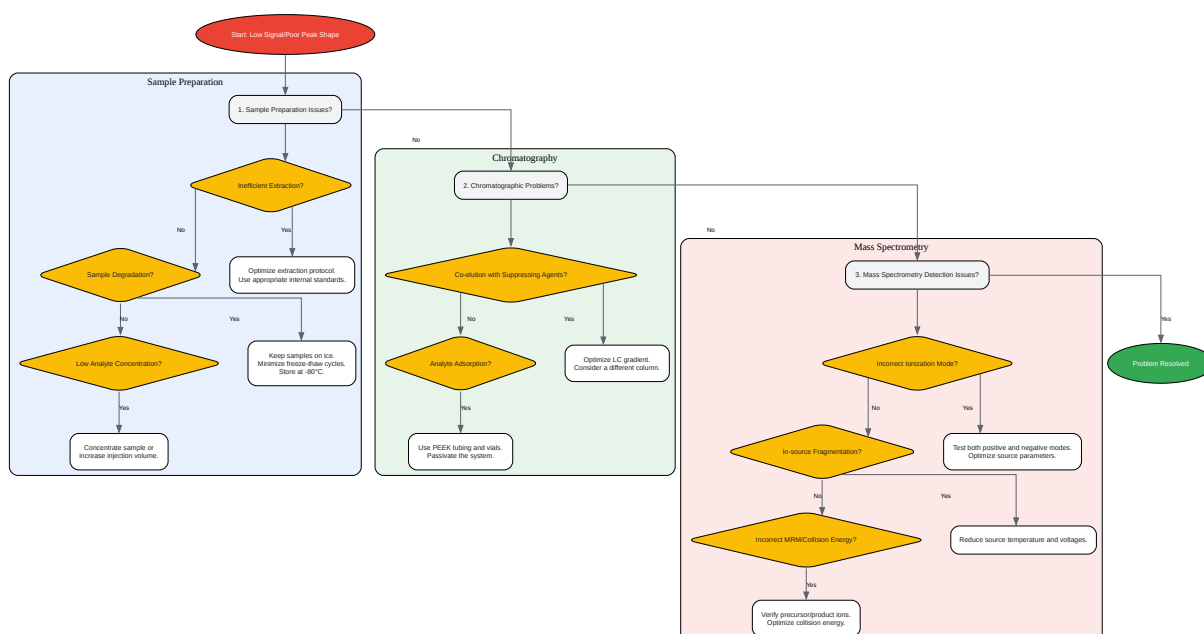 Start: Low Signal/Poor Peak Shape
Sample Preparation
1. Sample Preparation Issues?
No
Inefficient Extraction?
No
Yes
Sample Degradation?
Optimize extraction protocol.
Use appropriate internal standards.
No
Yes
Low Analyte Concentration?
Keep samples on ice.
Minimize freeze-thaw cycles.
Store at -80°C.
Yes
Concentrate sample or
increase injection volume.
Chromatography
2. Chromatographic Problems?
No
Co-elution with Suppressing Agents?
No
Yes
Analyte Adsorption?
Optimize LC gradient.
Consider a different column.
Yes
Use PEEK tubing and vials.
Passivate the system.
Mass Spectrometry
3. Mass Spectrometry Detection Issues?
Yes
Problem Resolved
Incorrect Ionization Mode?
No
Yes
In-source Fragmentation?
Test both positive and negative modes.
Optimize source parameters.
No
Yes
Incorrect MRM/Collision Energy?
Reduce source temperature and voltages.
Yes
Verify precursor/product ions.
Optimize collision energy.